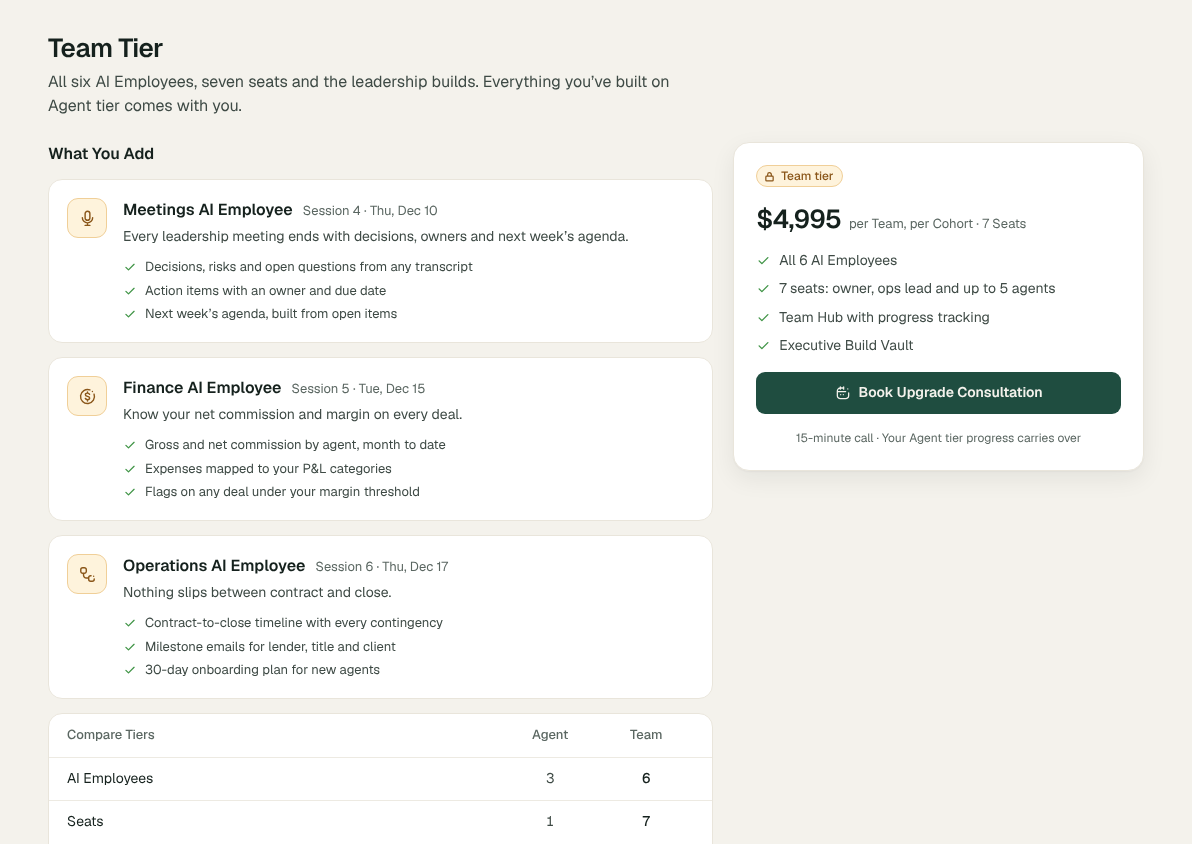 Team Tier
All six AI Employees, seven seats and the leadership builds. Everything you’ve built on
Agent tier comes with you.
What You Add
Meetings AI Employee Session 4 · Thu, Dec 10
Every leadership meeting ends with decisions, owners and next week’s agenda.
Decisions, risks and open questions from any transcript
Action items with an owner and due date
Next week’s agenda, built from open items
Finance AI Employee Session 5 · Tue, Dec 15
Know your net commission and margin on every deal.
Gross and net commission by agent, month to date
Expenses mapped to your P&L categories
Flags on any deal under your margin threshold
Operations AI Employee Session 6 · Thu, Dec 17
Nothing slips between contract and close.
Contract-to-close timeline with every contingency
Milestone emails for lender, title and client
30-day onboarding plan for new agents
Compare Tiers Agent Team
AI Employees 3 6
Seats 1 7
Team tier
$4,995 per Team, per Cohort · 7 Seats
All 6 AI Employees
7 seats: owner, ops lead and up to 5 agents
Team Hub with progress tracking
Executive Build Vault
Book Upgrade Consultation
15-minute call · Your Agent tier progress carries over